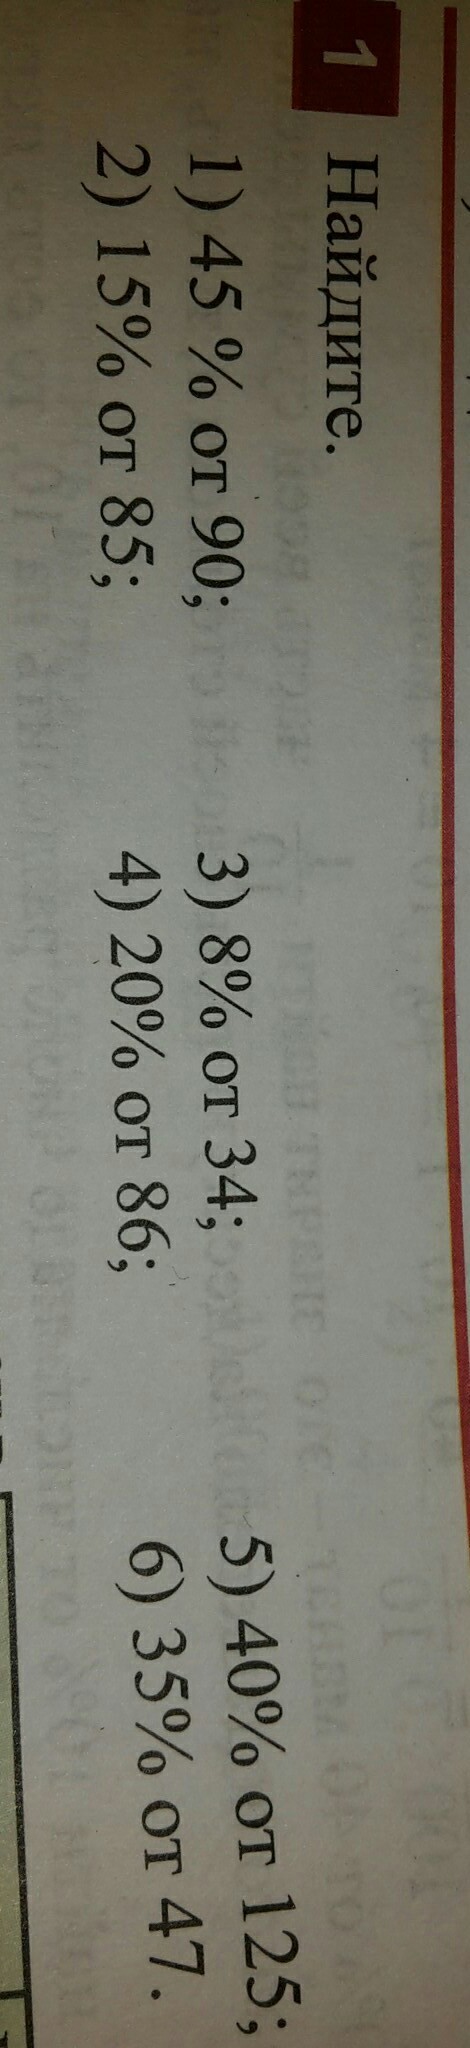 1 Найдите.
1) 45 % от 90; 3) 8% от 34; 5) 40% от 125;
2) 15% от 85; 4) 20% от 86; 6) 35% от 47.